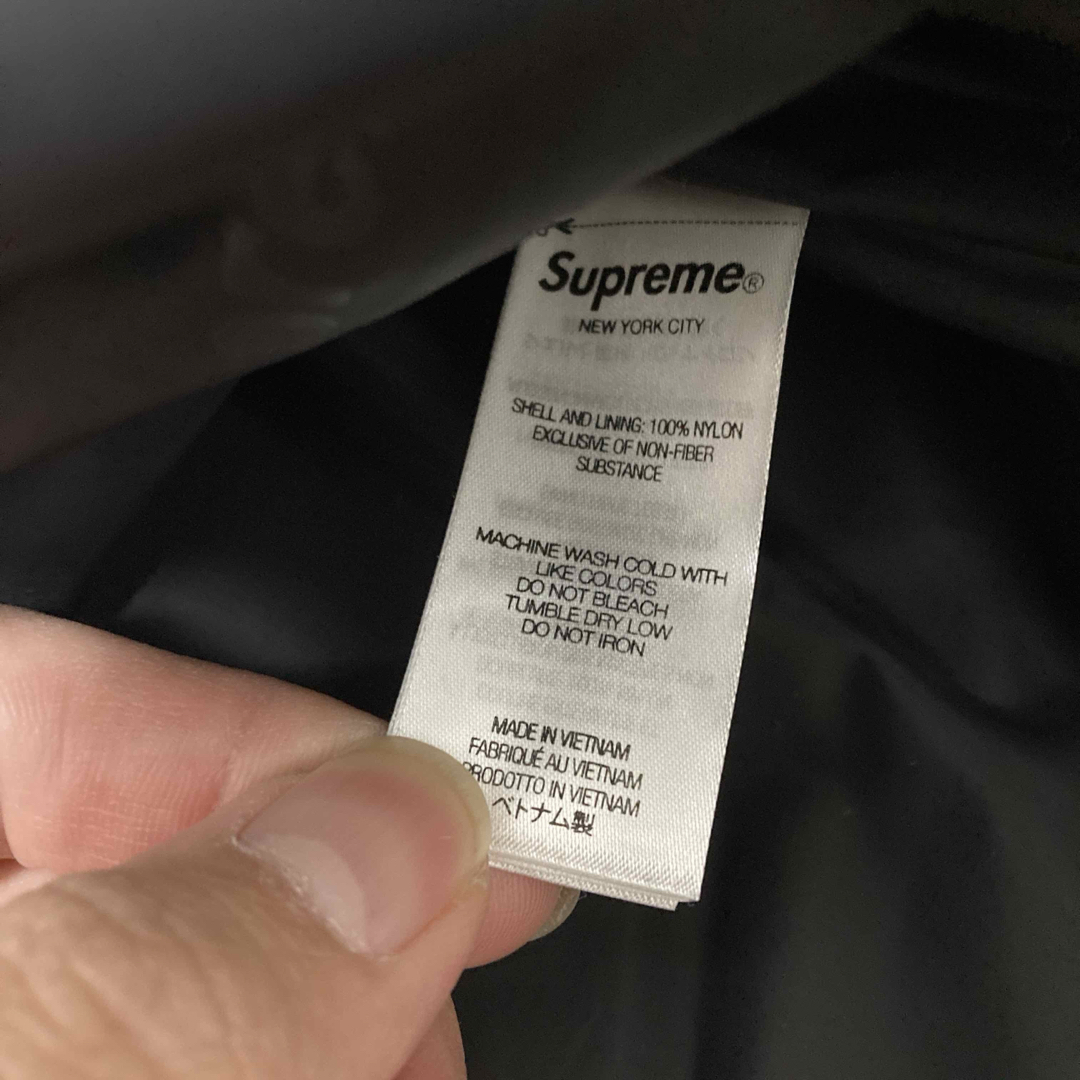 Supreme®
NEW YORK CITY
SHELL AND LINING: 100% NYLON
EXCLUSIVE OF NON-FIBER
SUBSTANCE
MACHINE WASH COLD WITH
LIKE COLORS
DO NOT BLEACH
TUMBLE DRY LOW
DO NOT IRON
MADE IN VIETNAM
FABRIQUÉ AU VIETNAM
PRODOTTO IN VIETNAM
ベトナム製